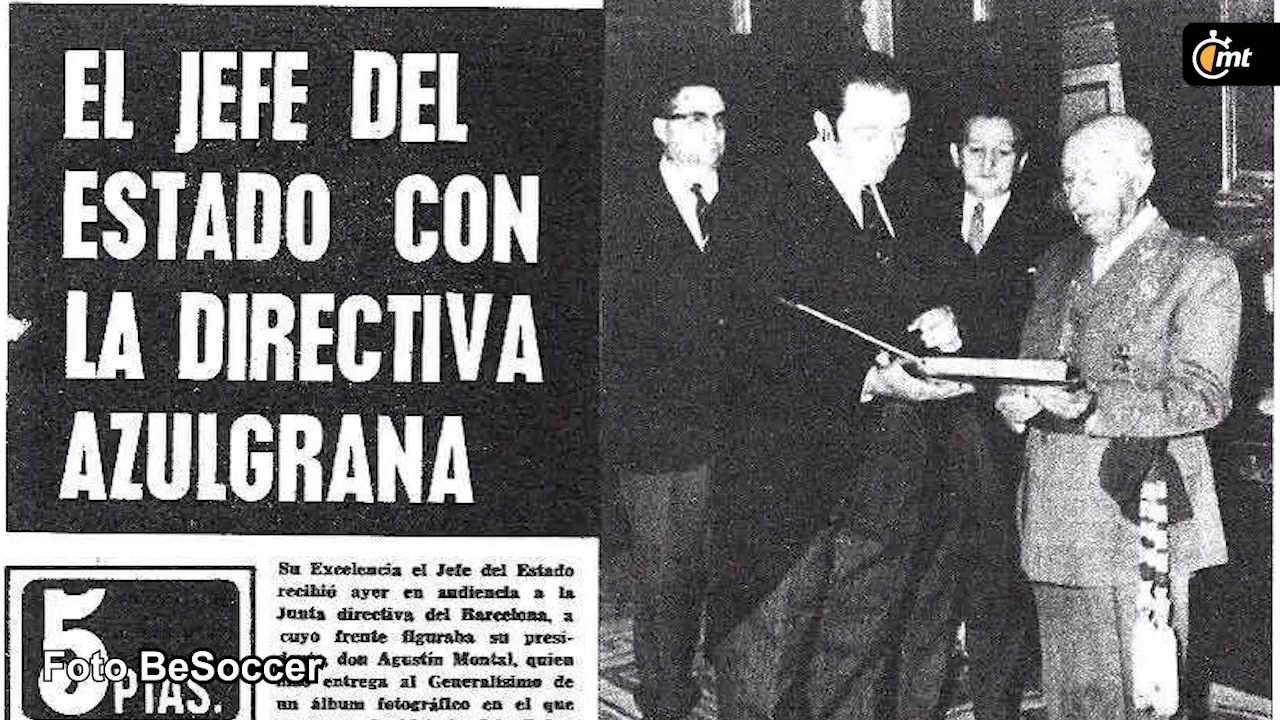 EL JEFE DEL
ESTADO CON
LA DIRECTIVA
AZULGRANA
mt
5
PTAS.
Foto BeSoccer
Su Excelencia el Jefe del Estado
recibió ayer en audiencia a la
Junta directiva del Barcelona, a
cuyo frente figuraba su presi-
don Agustín Montal, quien
entrega al Generalísimo de
un álbum fotográfico en el que